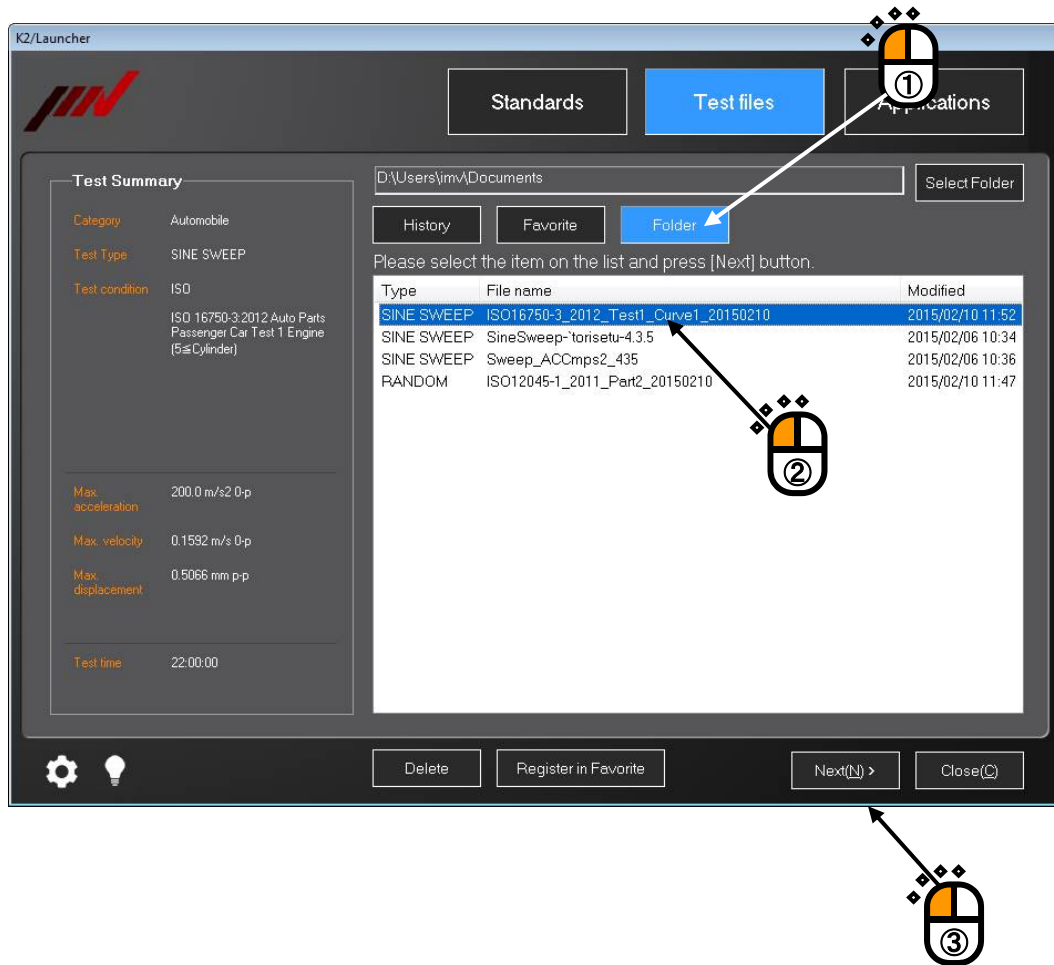 K2/Launcher
Standards
Test files
①
Test Summary
Category Automobile
Test Type SINE SWEEP
Test condition ISO
ISO 16750-3:2012 Auto Parts
Passenger Car Test 1 Engine
(5≦Cylinder)
Max. acceleration 200.0 m/s2 0-p
Max. velocity 0.1592 m/s 0-p
Max. displacement 0.5066 mm p-p
Test time 22:00:00
D:\Users\imv\Documents
Select Folder
History
Favorite
Folder
Please select the item on the list and press [Next] button.
Type File name Modified
SINE SWEEP ISO16750-3_2012_Test1_Curve1_20150210 2015/02/10 11:52
SINE SWEEP SineSweep-`torisetu-4.3.5 2015/02/06 10:34
SINE SWEEP Sweep_ACCmps2_435 2015/02/06 10:36
RANDOM ISO12045-1_2011_Part2_20150210 2015/02/10 11:47
②
Delete
Register in Favorite
Next(N) >
Close(C)
③